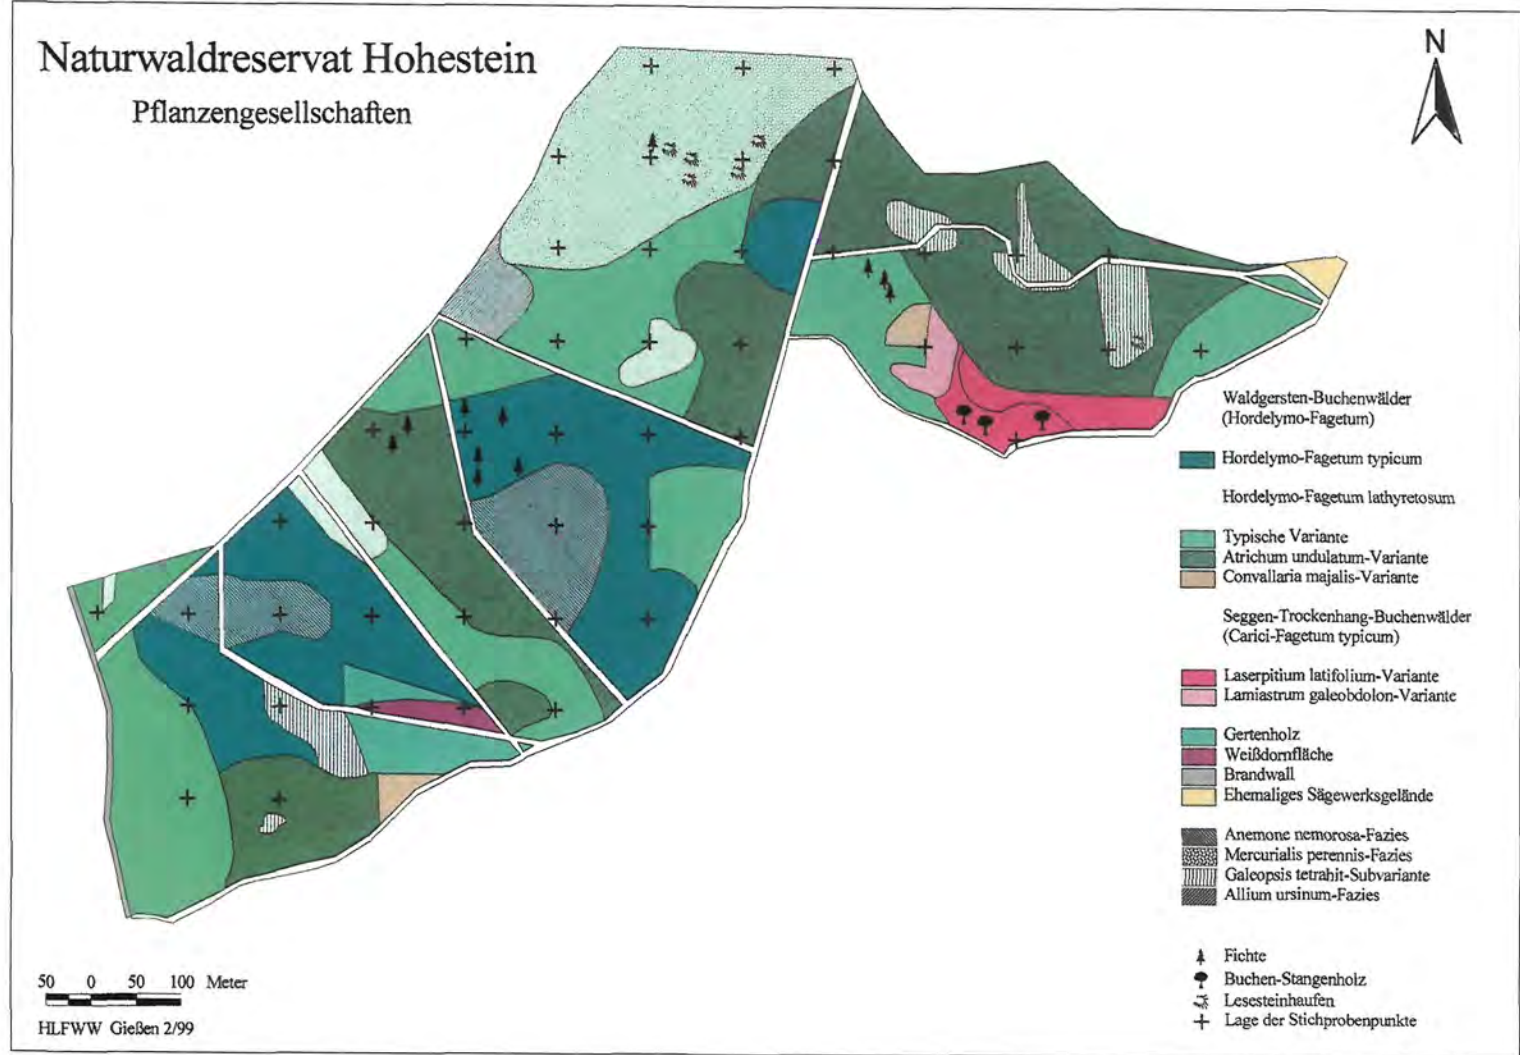 Naturwaldreservat Hohestein
Pflanzengesellschaften
N
Waldgersten-Buchenwälder
(Hordelymo-Fagetum)
Hordelymo-Fagetum typicum
Hordelymo-Fagetum lathyretosum
Typische Variante
Atrichum undulatum-Variante
Convallaria majalis-Variante
Seggen-Trockenhang-Buchenwälder
(Carici-Fagetum typicum)
Laserpitium latifolium-Variante
Lamiastrum galeobdolon-Variante
Gertenholz
Weißdornfläche
Brandwall
Ehemaliges Sägewerksgelände
Anemone nemorosa-Fazies
Mercurialis perennis-Fazies
Galeopsis tetrahit-Subvariante
Allium ursinum-Fazies
Fichte
Buchen-Stangenholz
Lesesteinhaufen
Lage der Stichprobenpunkte
50 0 50 100 Meter
HLFWW Gießen 2/99